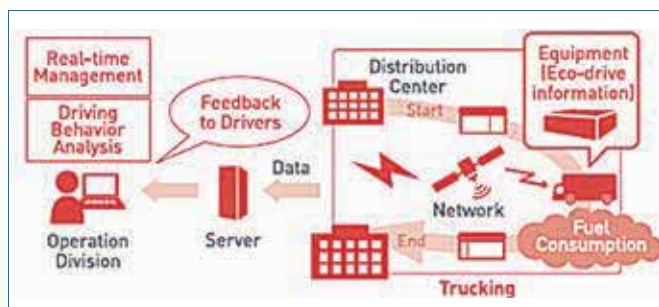 Real-time
Management
Driving
Behavior
Analysis
Feedback
to Drivers
Operation
Division
Server
Data
Distribution
Center
Start
Equipment
(Eco-drive
information)
Network
End
Fuel
Consumption
Trucking